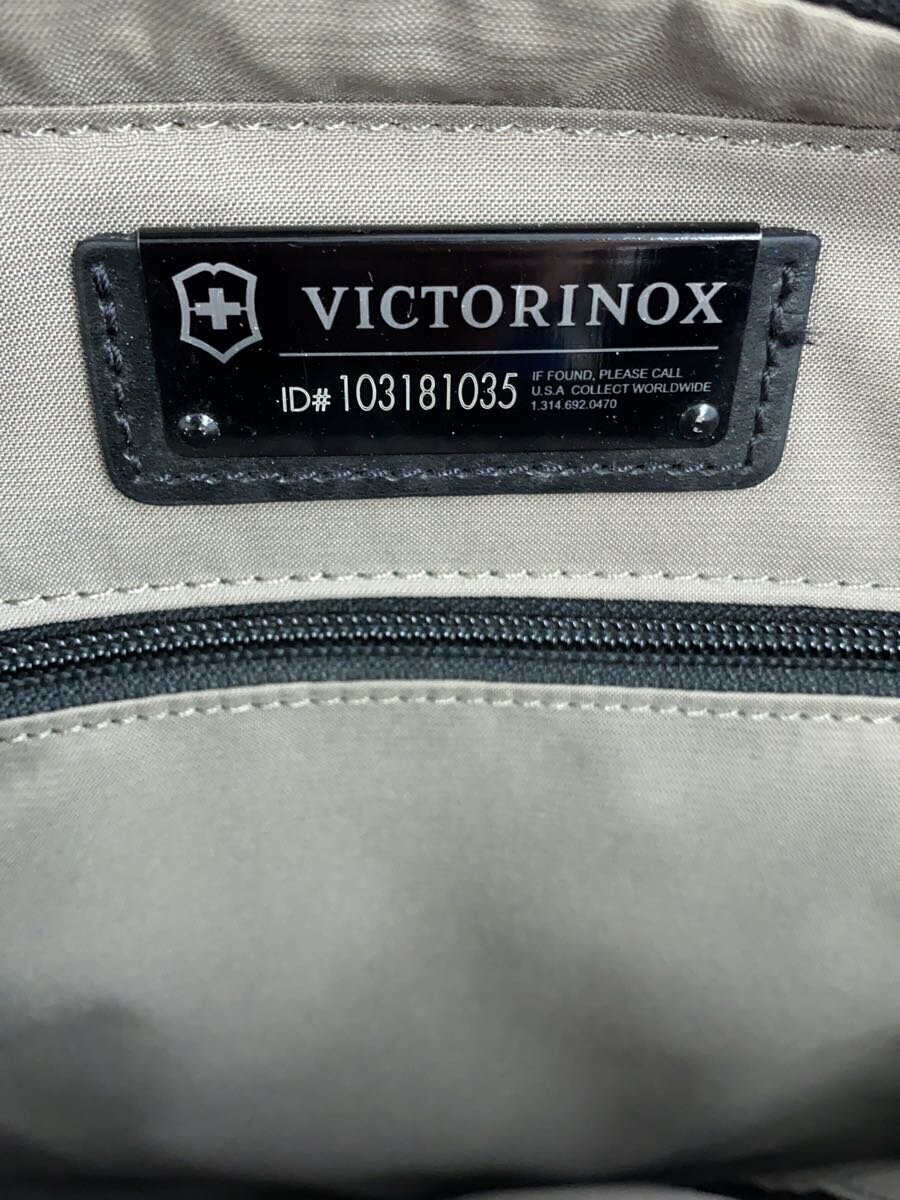 VICTORINOX
ID# 103181035
IF FOUND, PLEASE CALL
U.S.A COLLECT WORLDWIDE
1.314.692.0470